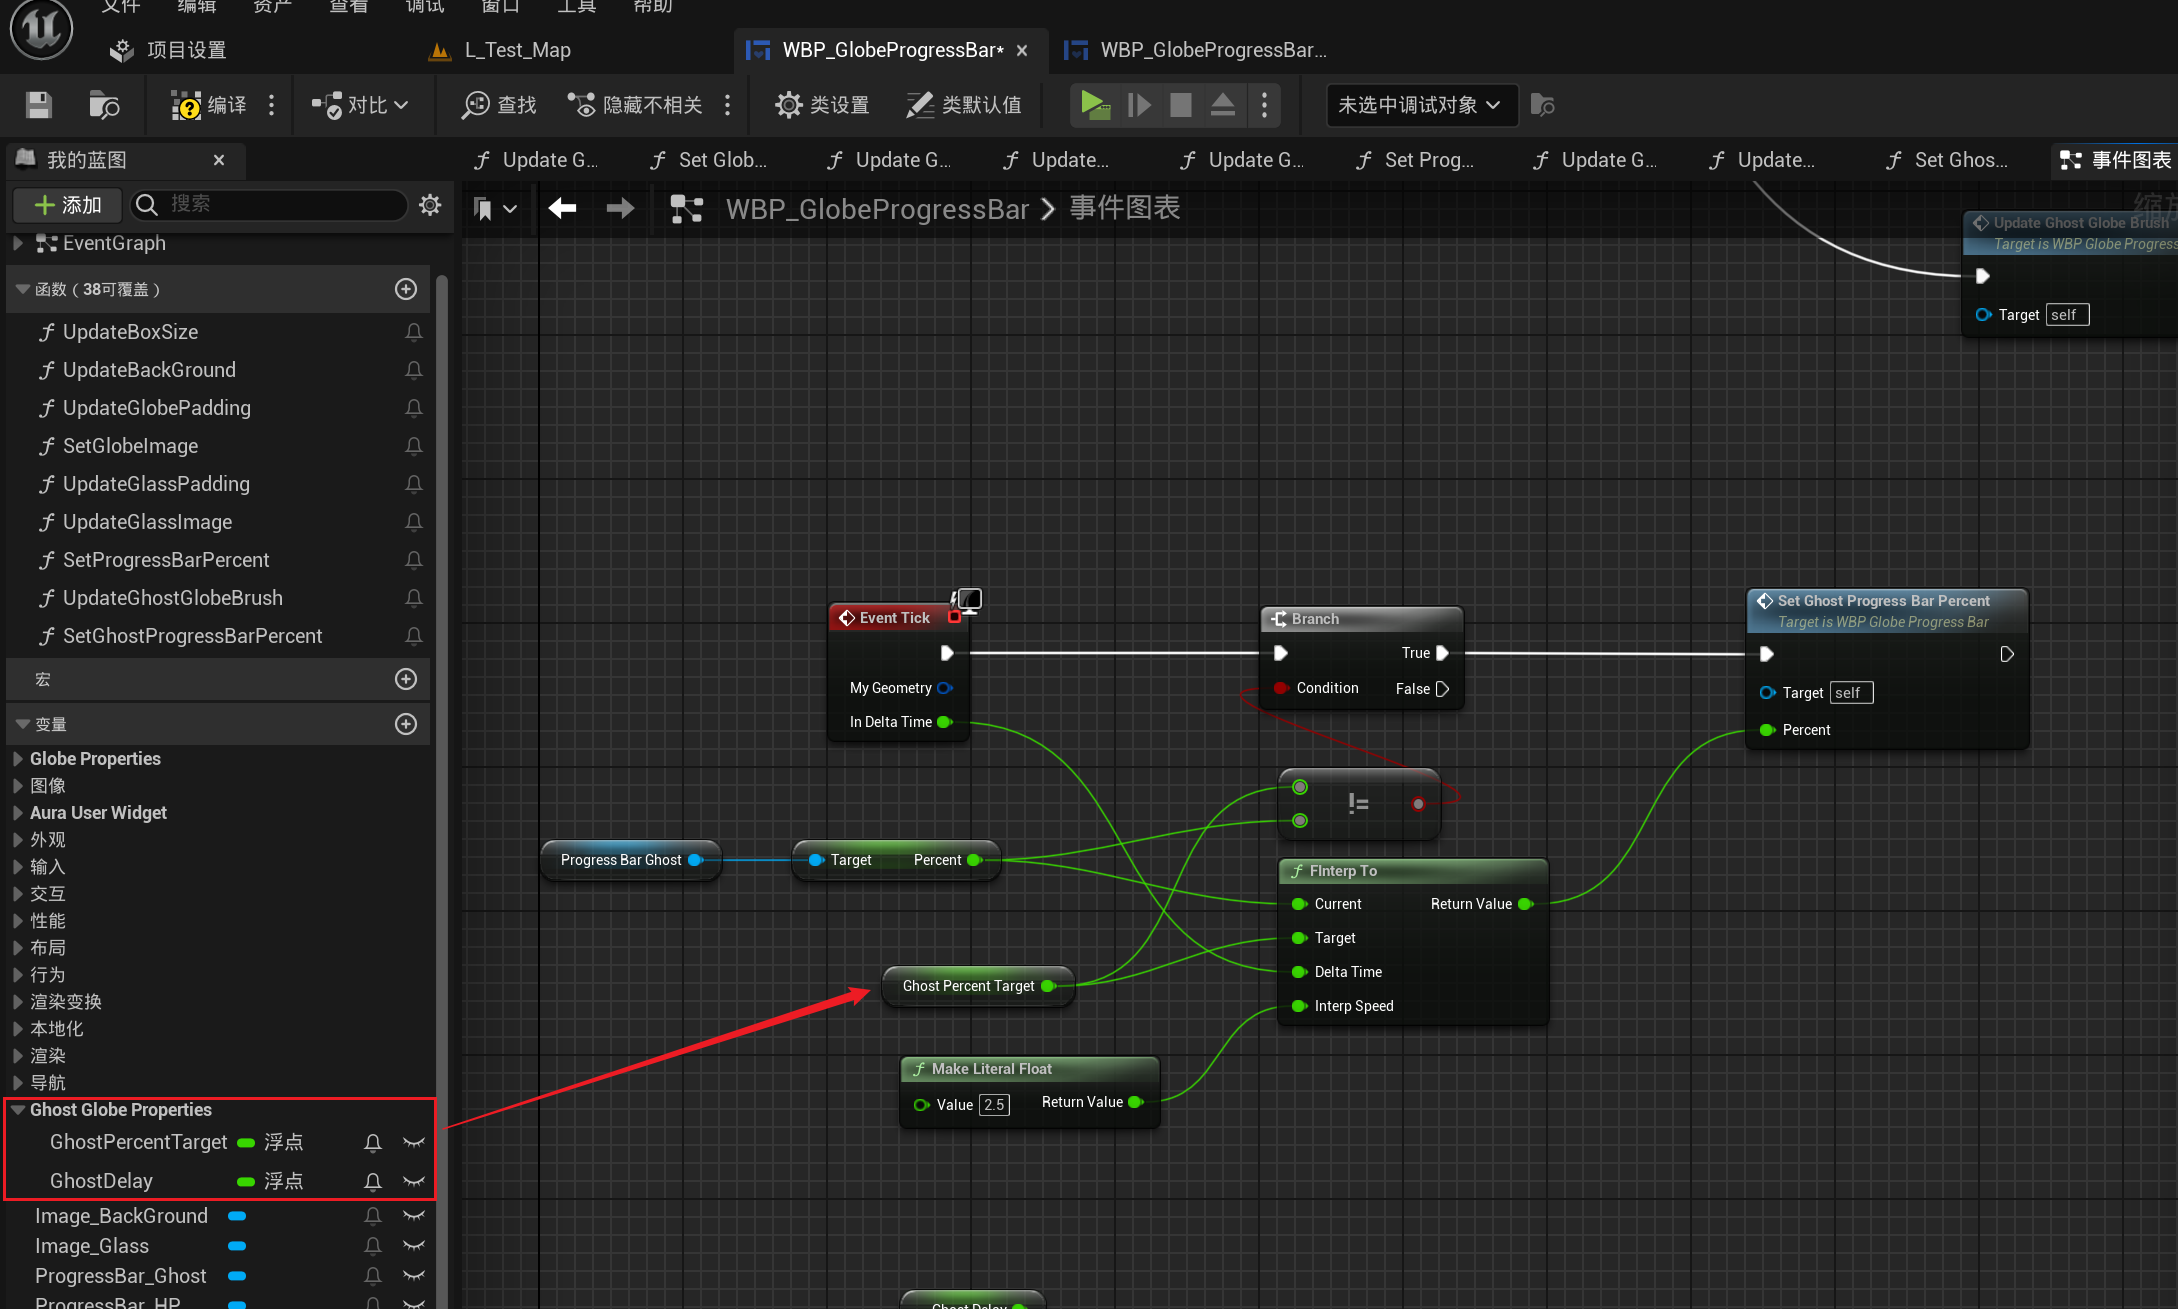 文件 编辑 资产 查看 调试 窗口 工具 帮助
项目设置
L_Test_Map
WBP_GlobeProgressBar*
WBP_GlobeProgressBar...
编译
对比
查找
隐藏不相关
类设置
类默认值
未选中调试对象
我的蓝图
Update G...
Set Glob...
Update G...
Update...
Update G...
Set Prog...
Update G...
Update...
Set Ghos...
事件图表
添加
搜索
WBP_GlobeProgressBar
事件图表
EventGraph
函数（38可覆盖）
UpdateBoxSize
UpdateBackGround
UpdateGlobePadding
SetGlobeImage
UpdateGlassPadding
UpdateGlassImage
SetProgressBarPercent
UpdateGhostGlobeBrush
SetGhostProgressBarPercent
宏
变量
Globe Properties
图像
Aura User Widget
外观
输入
交互
性能
布局
行为
渲染变换
本地化
渲染
导航
Ghost Globe Properties
GhostPercentTarget 浮点
GhostDelay 浮点
Image_BackGround
Image_Glass
ProgressBar_Ghost
ProgressBar_HP
Update Ghost Globe Brush
Target is WBP Globe Progress
Target self
Event Tick
My Geometry
In Delta Time
Branch
True
Condition
False
Set Ghost Progress Bar Percent
Target is WBP Globe Progress Bar
Target self
Percent
!=
Progress Bar Ghost
Target Percent
FInterp To
Current Return Value
Target
Delta Time
Interp Speed
Ghost Percent Target
Make Literal Float
Value 2.5 Return Value
Ghost Delay